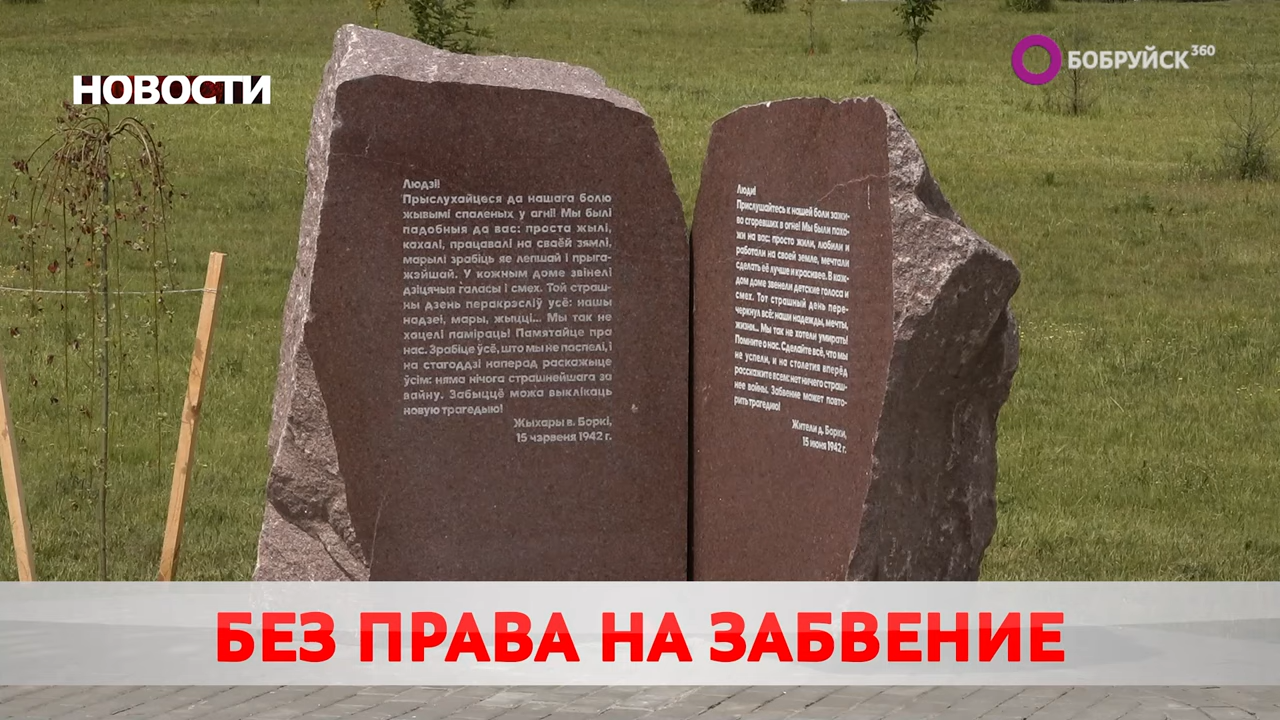 НОВОСТИ
БОБРУЙСК 360
Людзі!
Прыслухайцеся да нашага болю
жывымі спаленых у агні! Мы былі
падобныя да вас: проста жылі,
кахалі, працавалі на сваёй зямлі,
марылі зрабіць яе лепшай і прыга-
жэйшай. У кожным доме звінелі
дзіцячыя галасы і смех. Той страш-
ны дзень перакрэсліў усё: нашы
надзеі, мары, жыцці... Мы так не
хацелі паміраць! Памятайце пра
нас. Зрабіце ўсё, што мы не паспелі, і
на стагоддзі наперад раскажыце
ўсім: няма нічога страшнейшага за
вайну. Забыццё можа выклікаць
новую трагедыю!
Жыхары в. Боркі,
15 чэрвеня 1942 г.
Люди!
Прислушайтесь к нашей боли зажи-
во сгоревших в огне! Мы были похо-
жи на вас: просто жили, любили и
работали на своей земле, мечтали
сделать её лучше и красивее. В каж-
дом доме звенели детские голоса и
смех. Тот страшный день пере-
черкнул всё: наши надежды, мечты,
жизни... Мы так не хотели умирать!
Помните о нас. Сделайте всё, что мы
не успели, и на столетия вперёд
расскажите всем: нет ничего страш-
нее войны. Забвение может повто-
рить трагедию!
Жители д. Борки,
15 июня 1942 г.
БЕЗ ПРАВА НА ЗАБВЕНИЕ